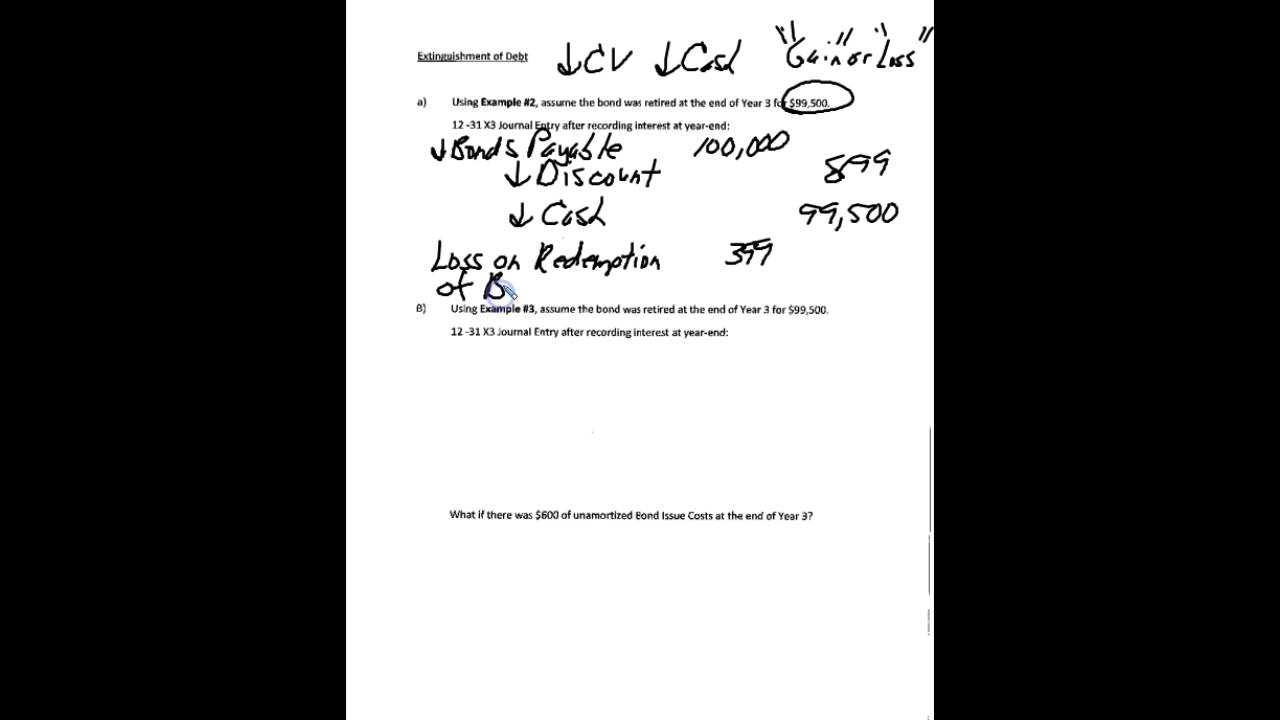 Extinguishment of Debt ↓CV ↓Cash "Gain" or "Loss"
a) Using Example #2, assume the bond was retired at the end of Year 3 for $99,500.
12 -31 X3 Journal Entry after recording interest at year-end:
↓Bonds Payable 100,000
↓Discount 899
↓Cash 99,500
Loss on Redemption 399
of B
B) Using Example #3, assume the bond was retired at the end of Year 3 for $99,500.
12 -31 X3 Journal Entry after recording interest at year-end:
What if there was $600 of unamortized Bond Issue Costs at the end of Year 3?